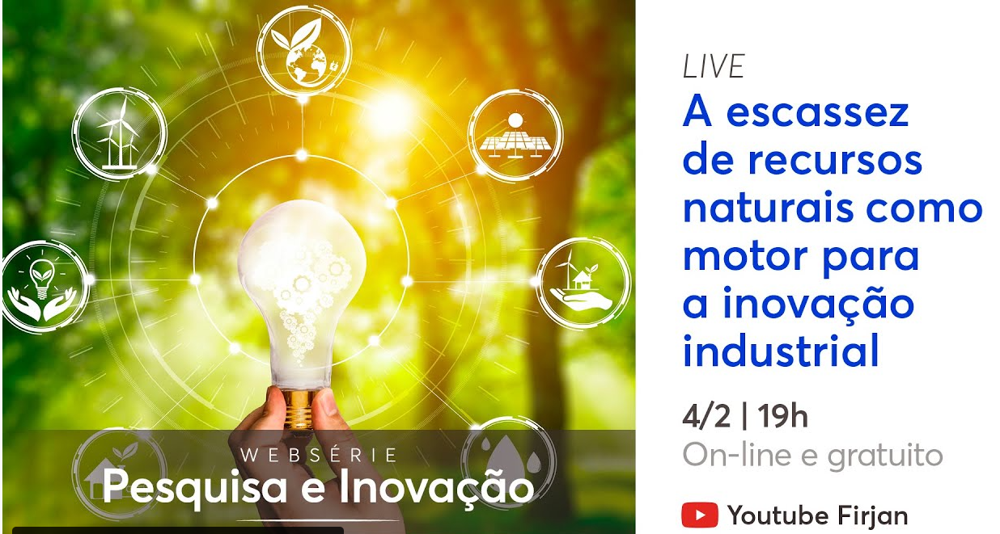 WEBSÉRIE
Pesquisa e Inovação
LIVE
A escassez
de recursos
naturais como
motor para
a inovação
industrial
4/2 | 19h
On-line e gratuito
Youtube Firjan